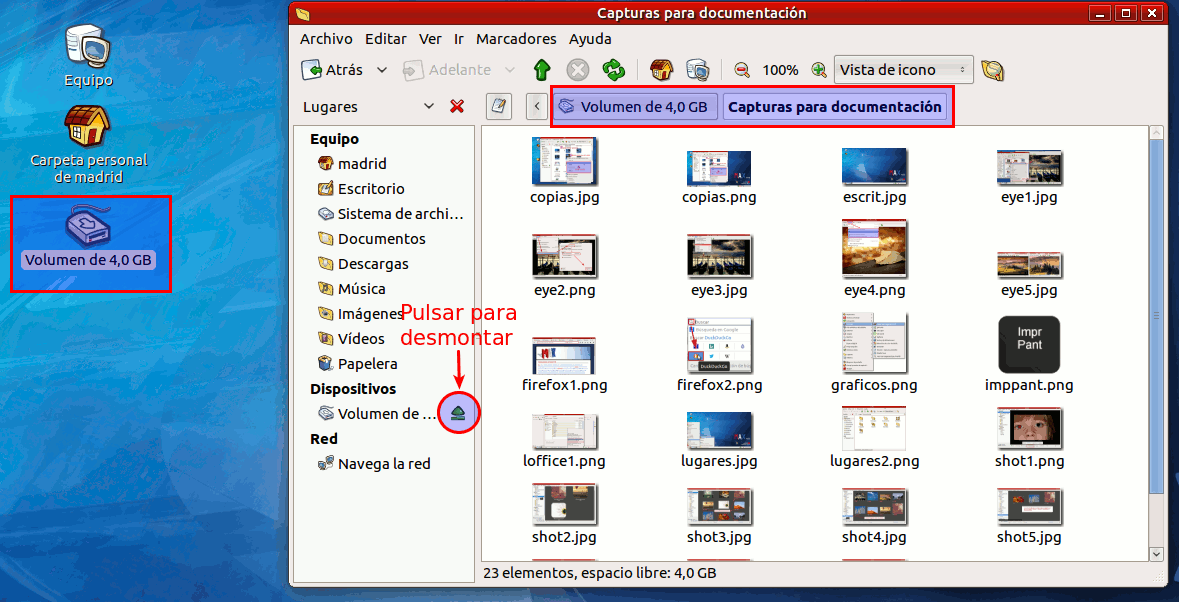 Capturas para documentación
Archivo Editar Ver Ir Marcadores Ayuda
Atrás Adelante 100% Vista de icono
Lugares Volumen de 4,0 GB Capturas para documentación
Equipo
Carpeta personal
de madrid
Volumen de 4,0 GB
Equipo
madrid
Escritorio
Sistema de archi...
Documentos
Descargas
Música
Imágenes
Vídeos
Papelera
Dispositivos
Volumen de ...
Red
Navega la red
Pulsar para
desmontar
copias.jpg copias.png escrit.jpg eye1.jpg
eye2.png eye3.jpg eye4.png eye5.jpg
Impr
Pant
firefox1.png firefox2.png graficos.png imppant.png
loffice1.png lugares.jpg lugares2.png shot1.png
shot2.jpg shot3.jpg shot4.jpg shot5.jpg
23 elementos, espacio libre: 4,0 GB